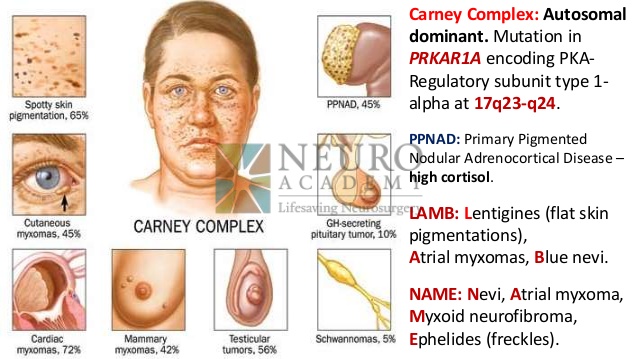 Spotty skin
pigmentation, 65%
Cutaneous
myxomas, 45%
CARNEY COMPLEX
PPNAD, 45%
GH-secreting
pituitary tumor, 10%
Cardiac
myxomas, 72%
Mammary
myxomas, 42%
Testicular
tumors, 56%
Schwannomas, 5%
NEURO
ACADEMY
Lifesaving Neurosurgery
Carney Complex: Autosomal
dominant. Mutation in
PRKAR1A encoding PKA-
Regulatory subunit type 1-
alpha at 17q23-q24.
PPNAD: Primary Pigmented
Nodular Adrenocortical Disease –
high cortisol.
LAMB: Lentigines (flat skin
pigmentations),
Atrial myxomas, Blue nevi.
NAME: Nevi, Atrial myxoma,
Myxoid neurofibroma,
Ephelides (freckles).